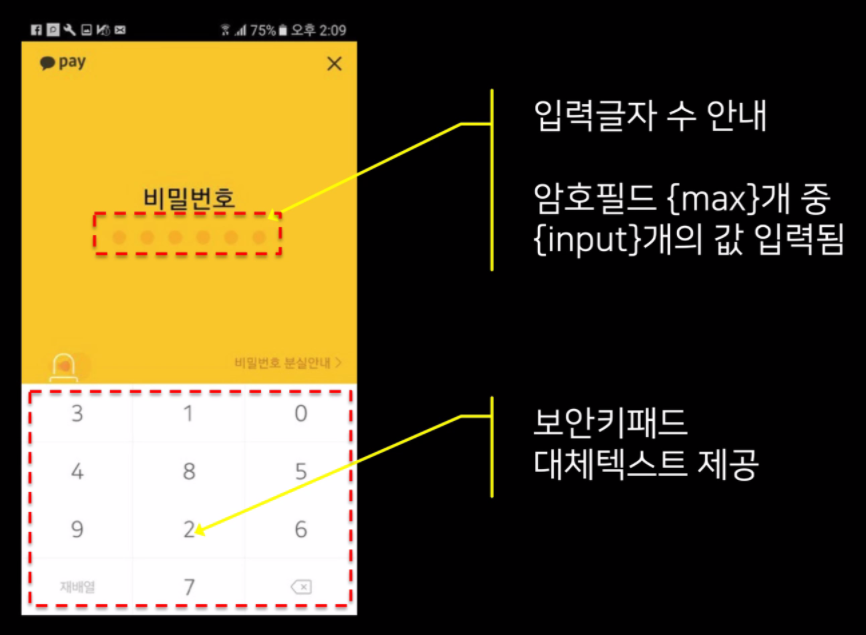 75% 오후 2:09
pay
비밀번호
비밀번호 분실안내 >
3 1 0
4 8 5
9 2 6
재배열 7
입력글자 수 안내
암호필드 {max}개 중
{input}개의 값 입력됨
보안키패드
대체텍스트 제공